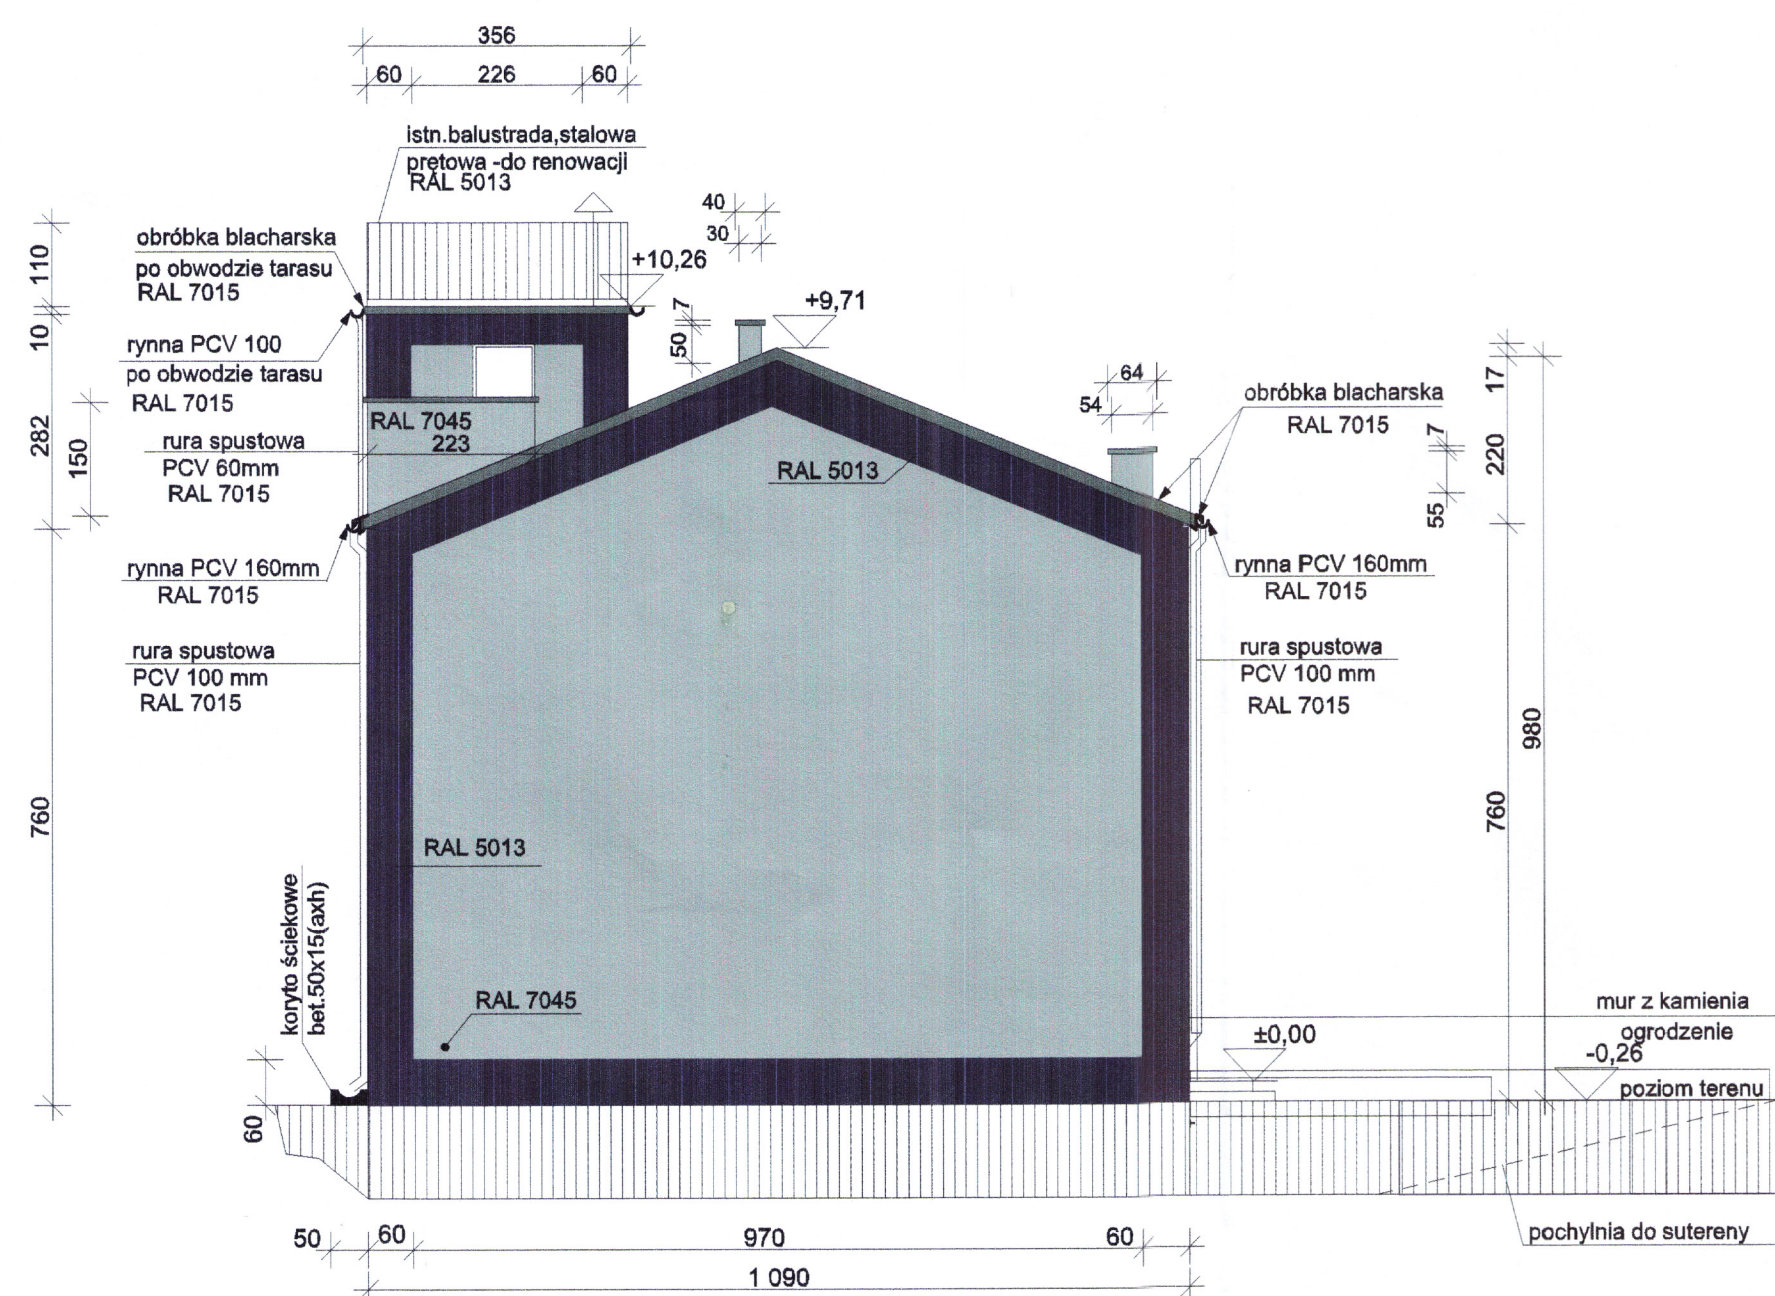 356
60 226 60
istn.balustrada,stalowa
prętowa -do renowacji
RAL 5013
40
30
110
obróbka blacharska
po obwodzie tarasu
RAL 7015
+10,26
+9,71
7
50
10
rynna PCV 100
po obwodzie tarasu
RAL 7015
64
54
obróbka blacharska
RAL 7015
17
220
7
55
282
150
RAL 7045
223
rura spustowa
PCV 60mm
RAL 7015
RAL 5013
rynna PCV 160mm
RAL 7015
rynna PCV 160mm
RAL 7015
rura spustowa
PCV 100 mm
RAL 7015
rura spustowa
PCV 100 mm
RAL 7015
980
760
760
RAL 5013
koryto ściekowe
bet.50x15(axh)
RAL 7045
mur z kamienia
ogrodzenie
±0,00
-0,26
poziom terenu
60
50 60 970 60
pochylnia do sutereny
1 090